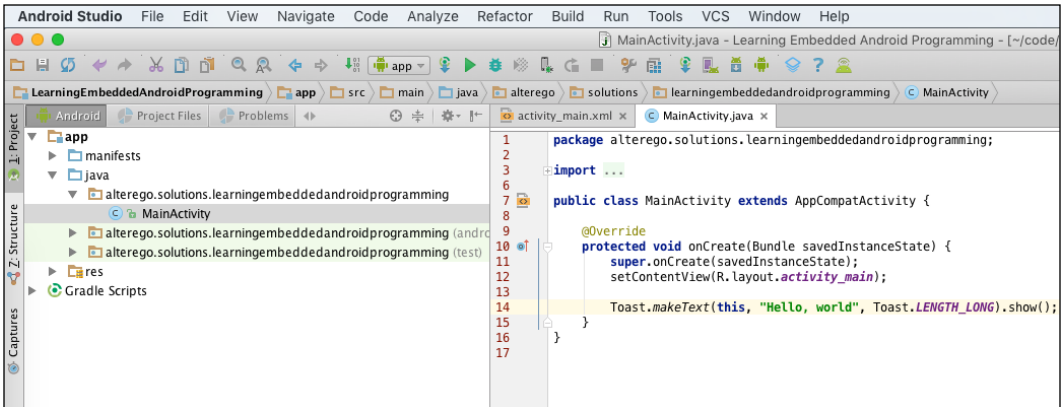 Android Studio File Edit View Navigate Code Analyze Refactor Build Run Tools VCS Window Help
MainActivity.java - Learning Embedded Android Programming - [~/code/
app
LearningEmbeddedAndroidProgramming app src main java alterego solutions learningembeddedandroidprogramming MainActivity
Android Project Files Problems
activity_main.xml MainActivity.java
1: Project
Z: Structure
Captures
app
manifests
java
alterego.solutions.learningembeddedandroidprogramming
MainActivity
alterego.solutions.learningembeddedandroidprogramming (andro
alterego.solutions.learningembeddedandroidprogramming (test)
res
Gradle Scripts
1 package alterego.solutions.learningembeddedandroidprogramming;
2
3 import ...
6
7 public class MainActivity extends AppCompatActivity {
8
9 @Override
10 protected void onCreate(Bundle savedInstanceState) {
11 super.onCreate(savedInstanceState);
12 setContentView(R.layout.activity_main);
13
14 Toast.makeText(this, "Hello, world", Toast.LENGTH_LONG).show();
15 }
16 }
17